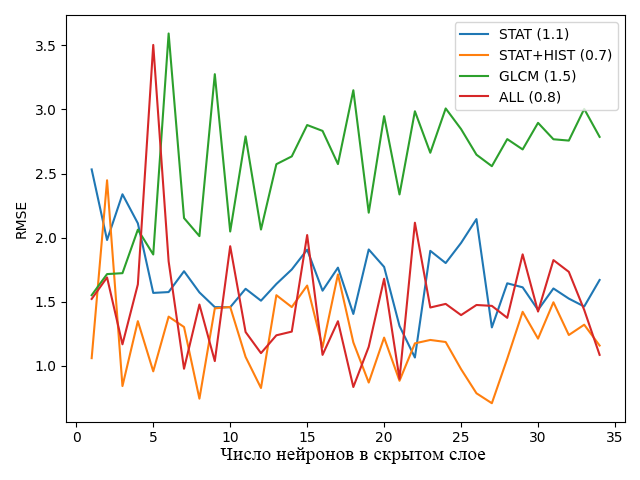 STAT (1.1)
STAT+HIST (0.7)
GLCM (1.5)
ALL (0.8)
3.5
3.0
2.5
2.0
1.5
1.0
RMSE
0 5 10 15 20 25 30 35
Число нейронов в скрытом слое